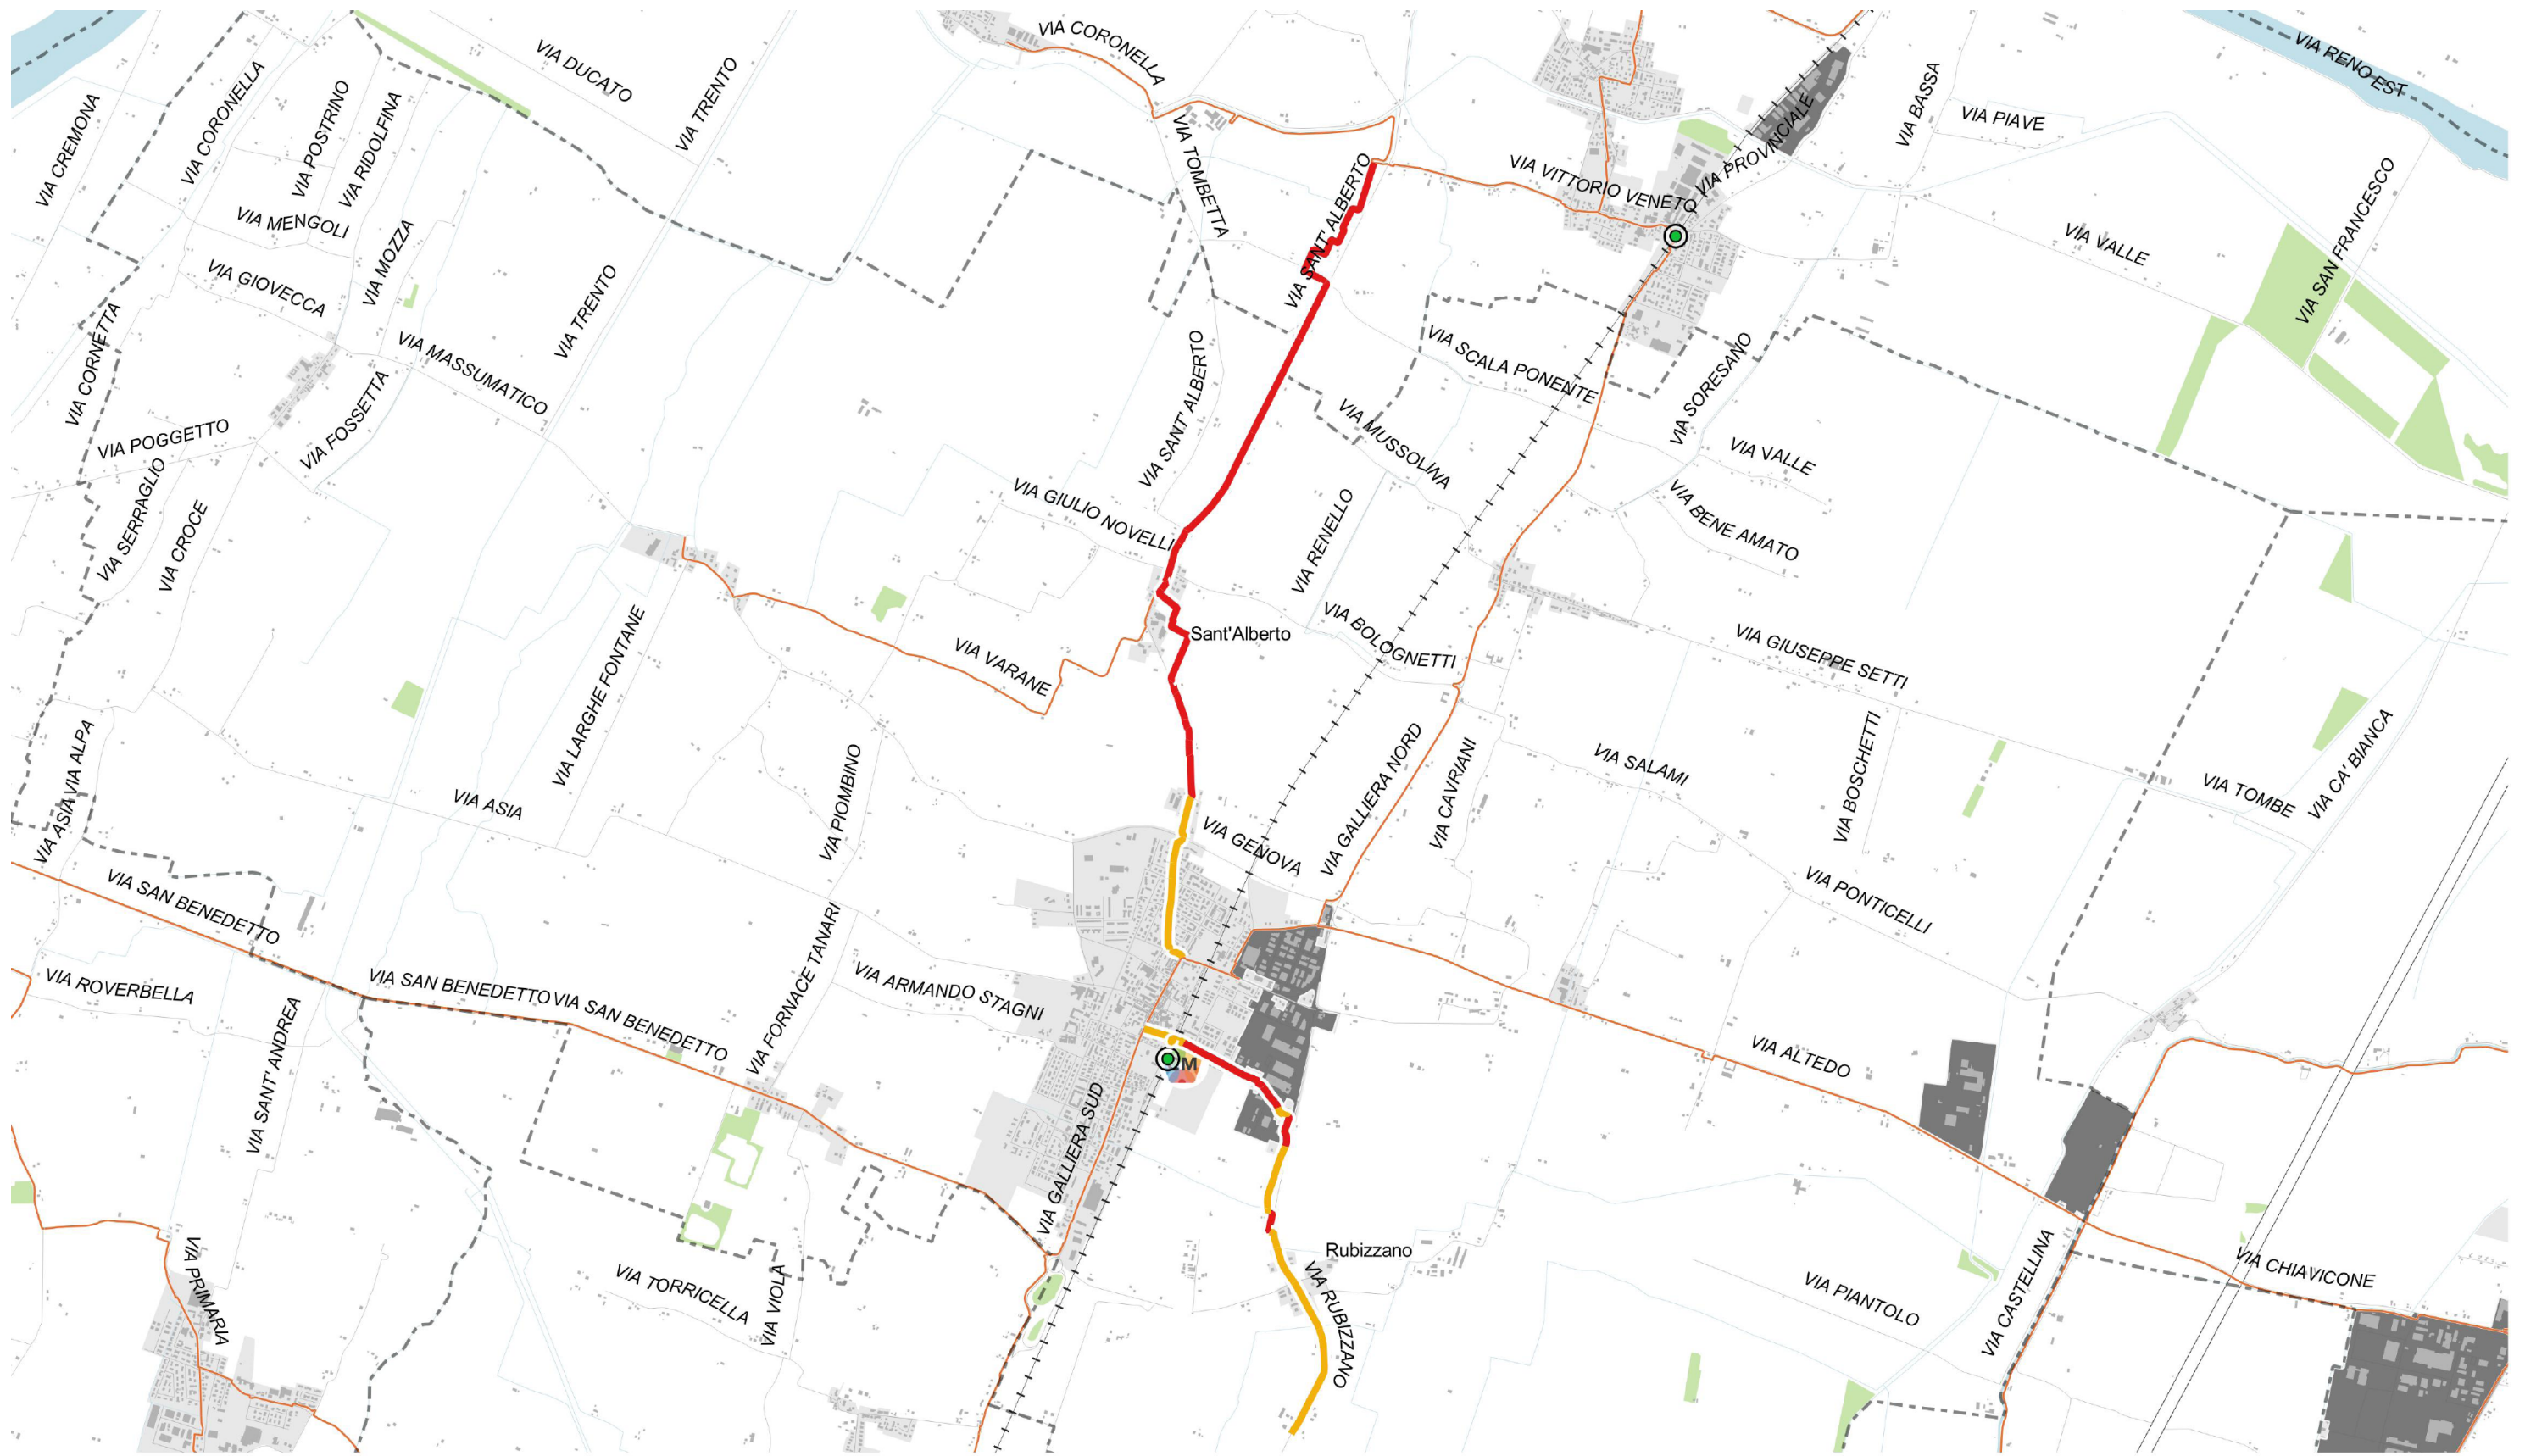 VIA CORONELLA
VIA RENO EST
VIA DUCATO
VIA TRENTO
VIA CORONELLA
VIA CREMONA
VIA POSTRINO
VIA RIDOLFINA
VIA BASSA
VIA PIAVE
VIA PROVINCIALE
VIA TOMBETTA
VIA SANT' ALBERTO
VIA VITTORIO VENETO
VIA SAN FRANCESCO
VIA MENGOLI
VIA MOZZA
VIA VALLE
VIA GIOVECCA
VIA TRENTO
VIA CORNETTA
VIA MASSUMATICO
VIA SANT' ALBERTO
VIA SCALA PONENTE
VIA SORESANO
VIA FOSSETTA
VIA POGGETTO
VIA MUSSOLINA
VIA VALLE
VIA SERRAGLIO
VIA CROCE
VIA GIULIO NOVELLI
VIA RENELLO
VIA BENE AMATO
Sant'Alberto
VIA BOLOGNETTI
VIA GIUSEPPE SETTI
VIA VARANE
VIA LARGHE FONTANE
VIA ASIA VIA ALPA
VIA ASIA
VIA PIOMBINO
VIA GALLIERA NORD
VIA CAVRIANI
VIA SALAMI
VIA BOSCHETTI
VIA TOMBE
VIA CA' BIANCA
VIA GENOVA
VIA SAN BENEDETTO
VIA PONTICELLI
VIA ROVERBELLA
VIA SAN BENEDETTO VIA SAN BENEDETTO
VIA FORNACE TANARI
VIA ARMANDO STAGNI
VIA SANT' ANDREA
VIA ALTEDO
M
VIA GALLIERA SUD
Rubizzano
VIA RUBIZZANO
VIA PRIMARIA
VIA TORRICELLA
VIA VIOLA
VIA PIANTOLO
VIA CASTELLINA
VIA CHIAVICONE